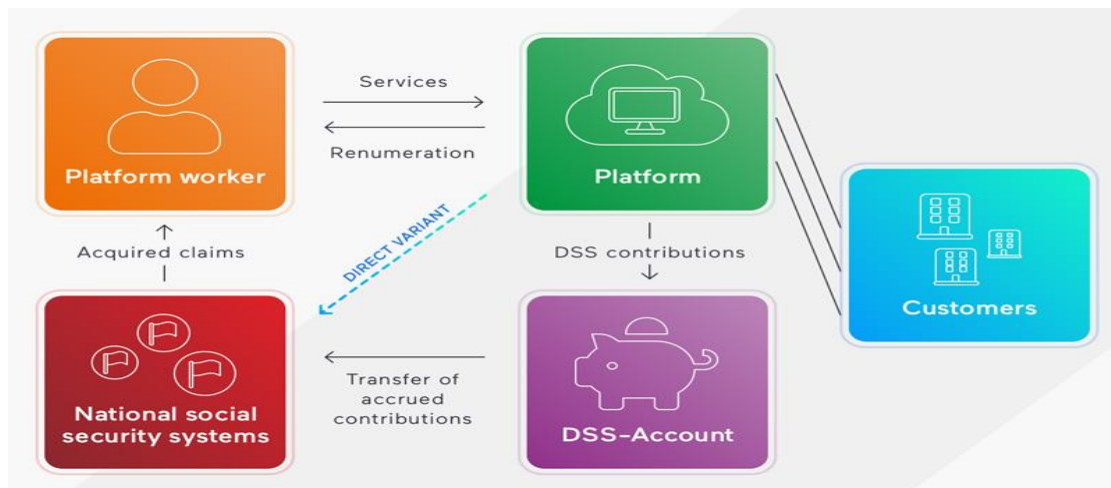 Services
Renumeration
Platform worker
Platform
DIRECT VARIANT
Acquired claims
DSS contributions
Customers
Transfer of
accrued
contributions
National social
security systems
DSS-Account